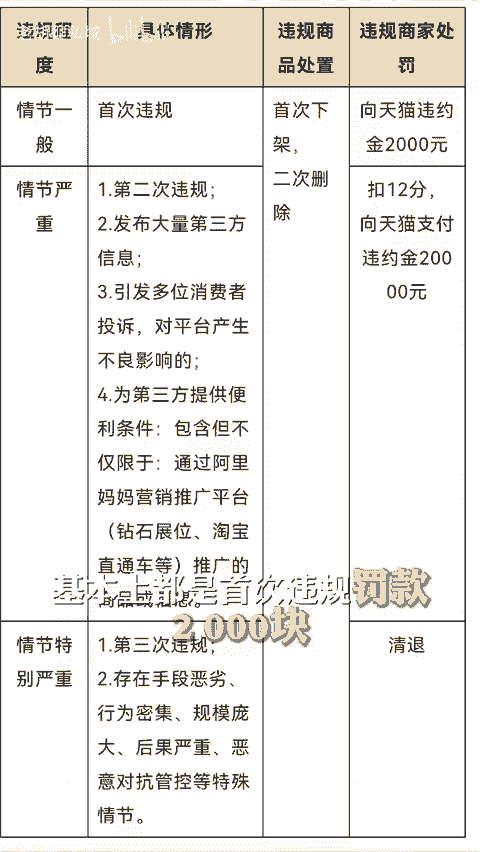 违规程度
具体情形
违规商品处置
违规商家处罚
情节一般
首次违规
首次下架，
二次删除
向天猫违约金2000元
情节严重
1.第二次违规；
2.发布大量第三方信息；
3.引发多位消费者投诉，对平台产生不良影响的；
4.为第三方提供便利条件：包含但不仅限于：通过阿里妈妈营销推广平台（钻石展位、淘宝直通车等）推广的
扣12分，向天猫支付违约金20000元
基本上都是首次违规罚款
2 000块
情节特别严重
1.第三次违规；
2.存在手段恶劣、行为密集、规模庞大、后果严重、恶意对抗管控等特殊情节。
清退